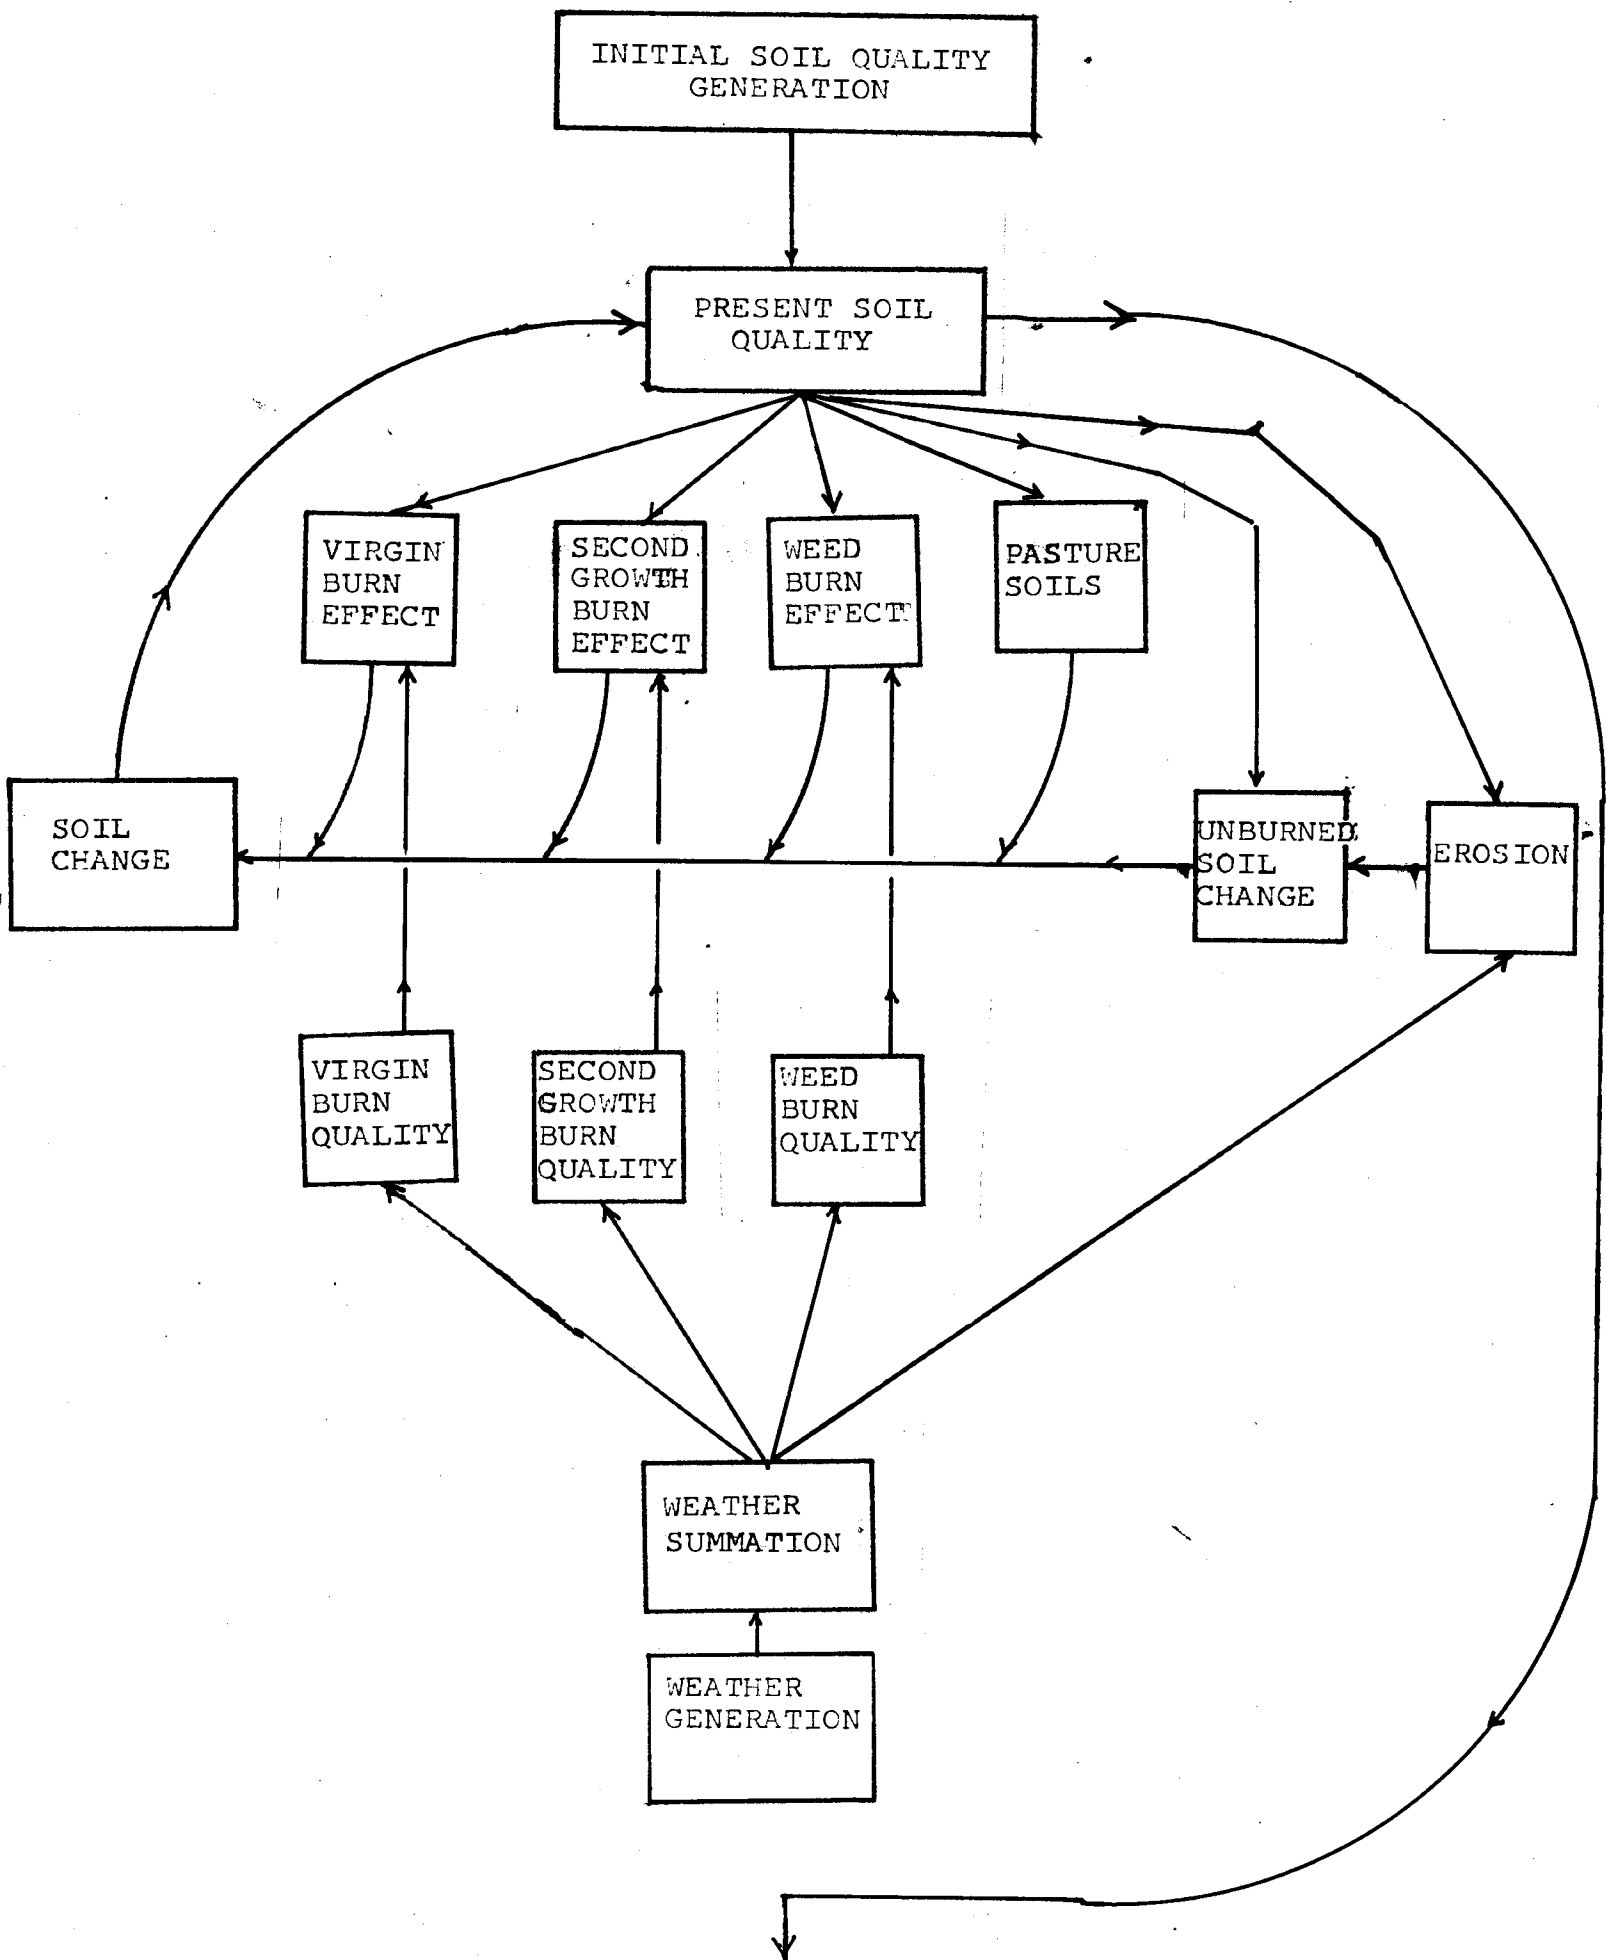 INITIAL SOIL QUALITY
GENERATION
PRESENT SOIL
QUALITY
VIRGIN
BURN
EFFECT
SECOND
GROWTH
BURN
EFFECT
WEED
BURN
EFFECT
PASTURE
SOILS
SOIL
CHANGE
UNBURNED
SOIL
CHANGE
EROSION
VIRGIN
BURN
QUALITY
SECOND
GROWTH
BURN
QUALITY
WEED
BURN
QUALITY
WEATHER
SUMMATION
WEATHER
GENERATION